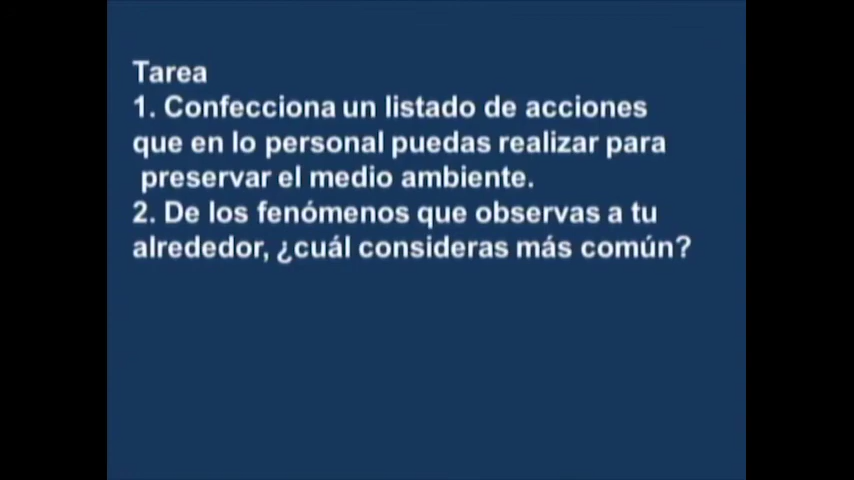 Tarea
1. Confecciona un listado de acciones
que en lo personal puedas realizar para
preservar el medio ambiente.
2. De los fenómenos que observas a tu
alrededor, ¿cuál consideras más común?